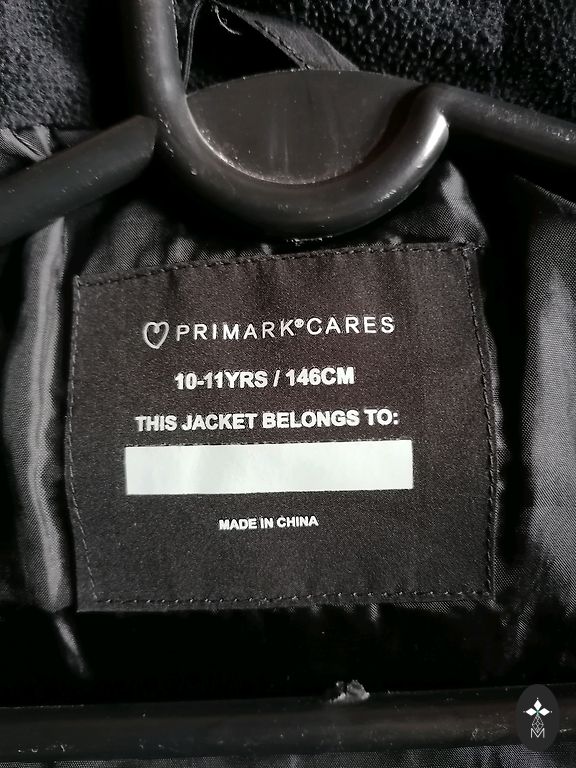 PRIMARK®CARES
10-11YRS / 146CM
THIS JACKET BELONGS TO:
MADE IN CHINA
M